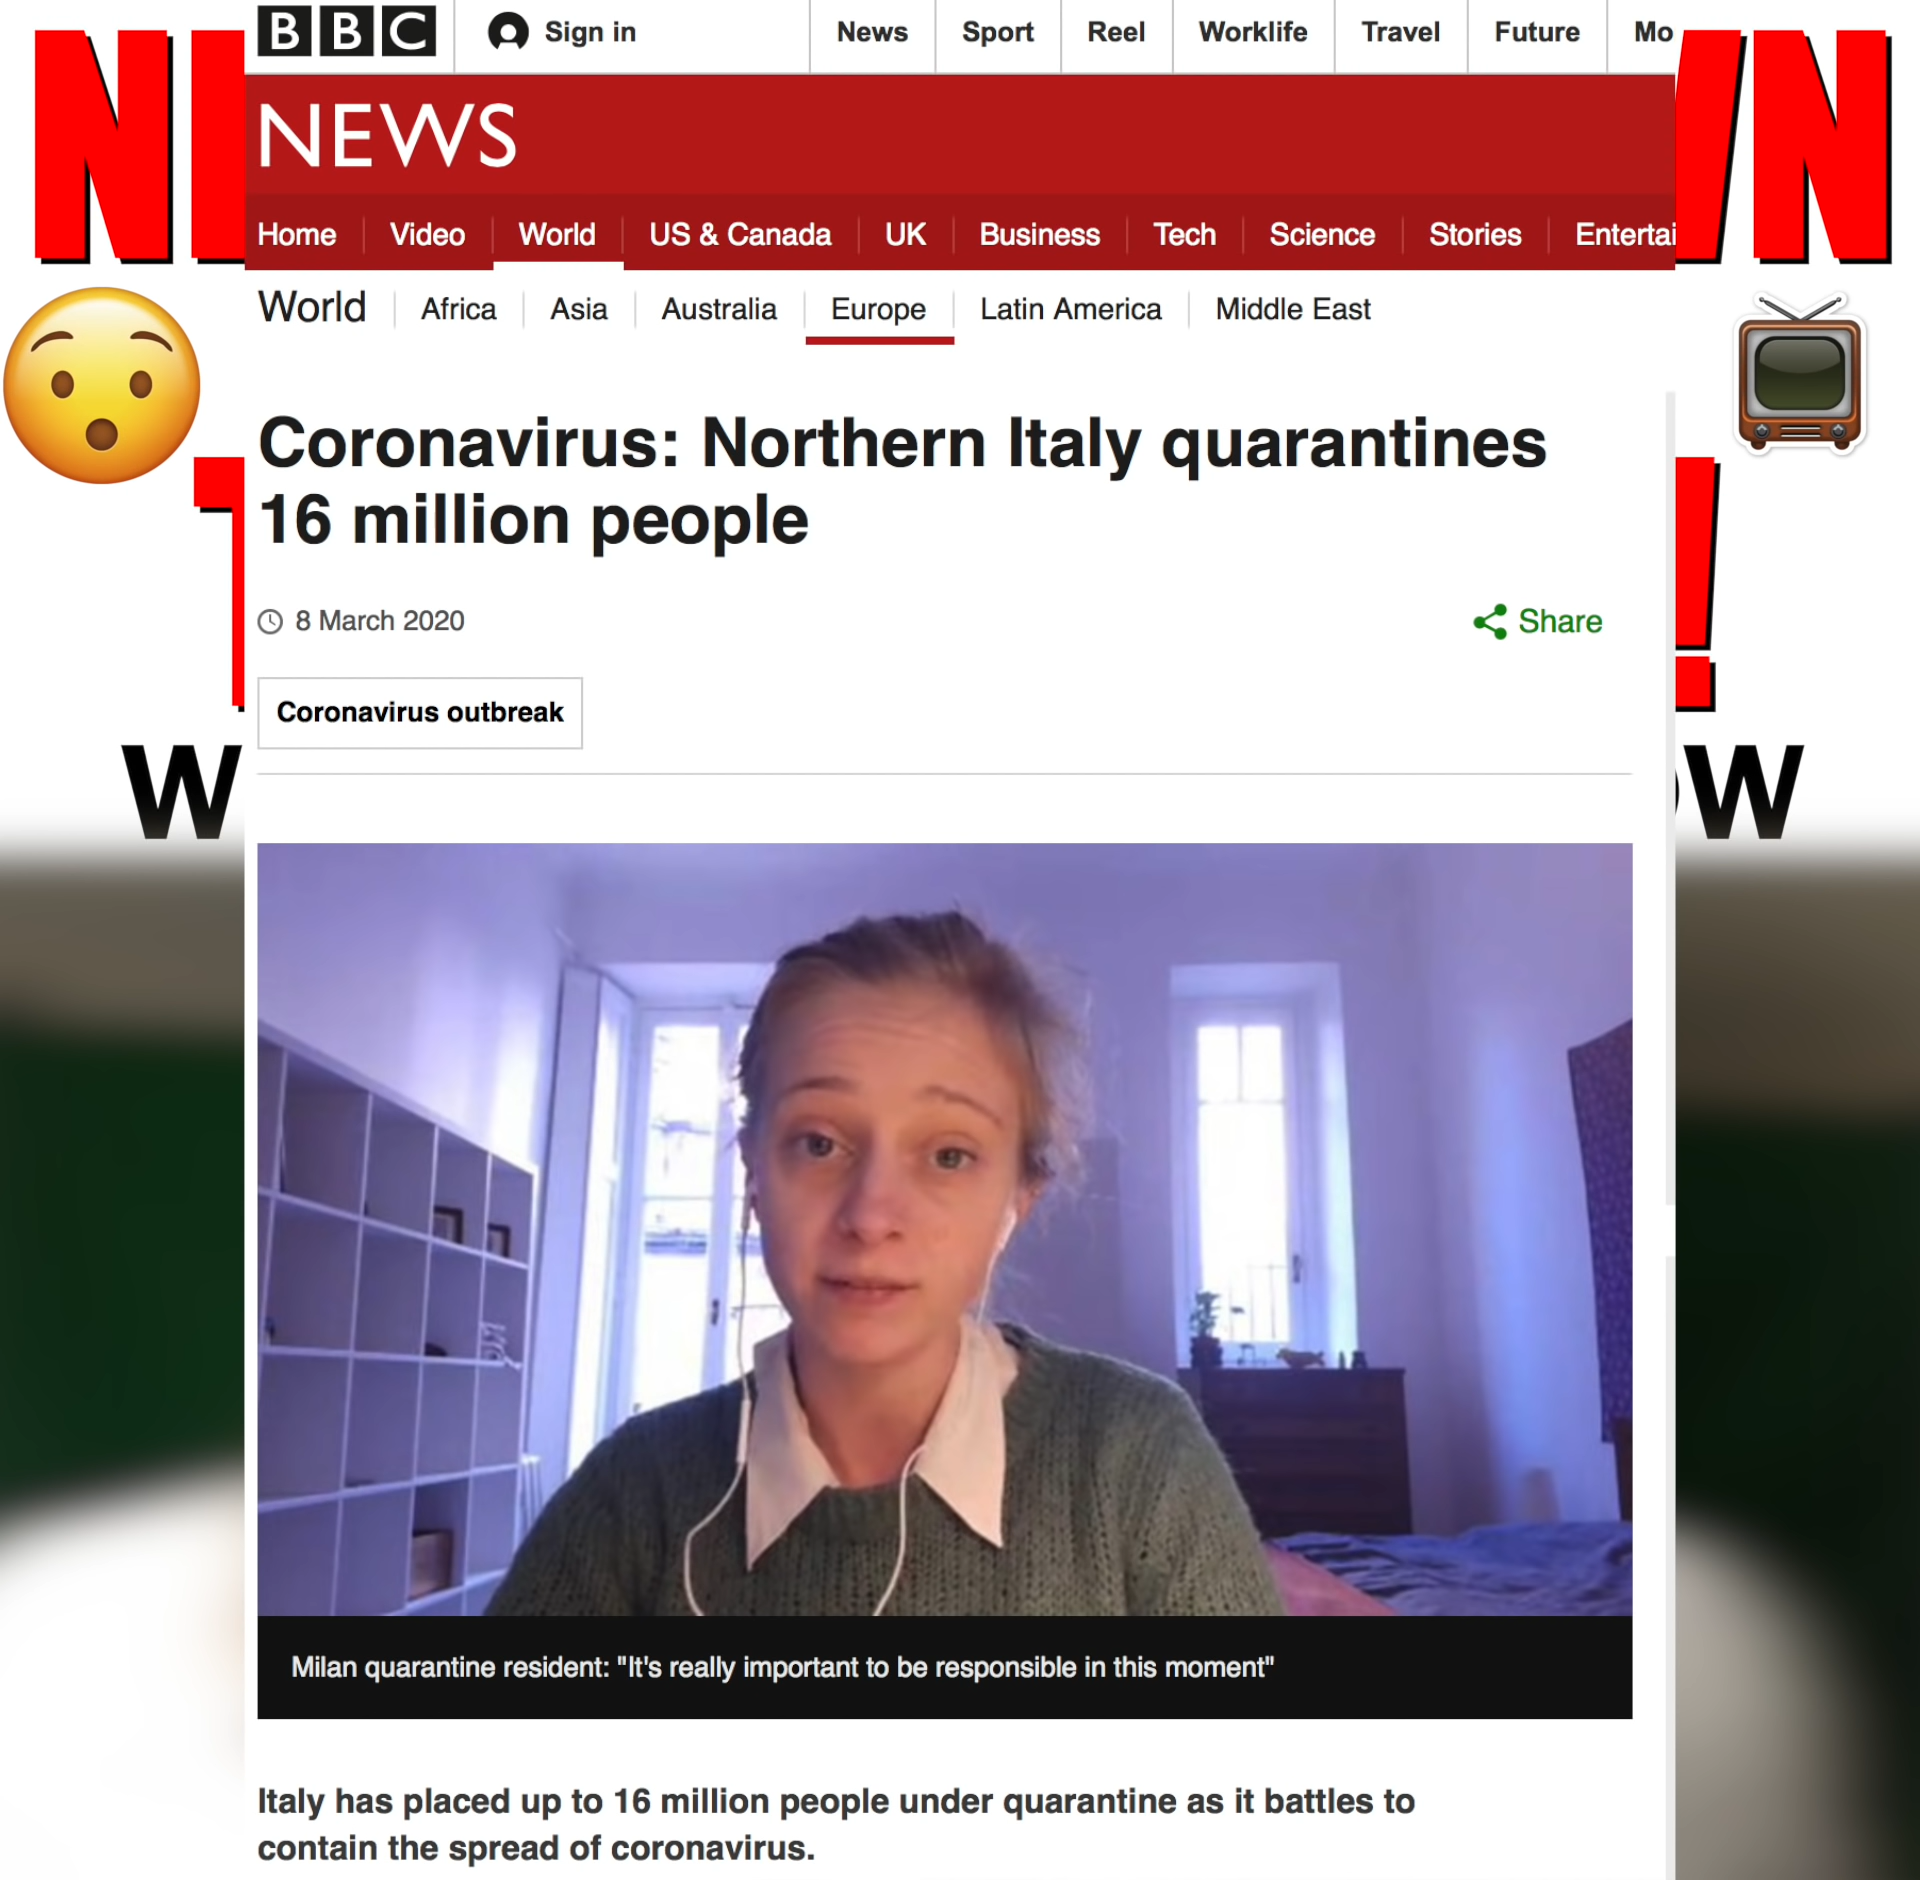 BBC
Sign in
News
Sport
Reel
Worklife
Travel
Future
Mo
NEWS
Home
Video
World
US & Canada
UK
Business
Tech
Science
Stories
Entertai
World
Africa
Asia
Australia
Europe
Latin America
Middle East
Coronavirus: Northern Italy quarantines
16 million people
8 March 2020
Share
Coronavirus outbreak
Milan quarantine resident: "It's really important to be responsible in this moment"
Italy has placed up to 16 million people under quarantine as it battles to
contain the spread of coronavirus.